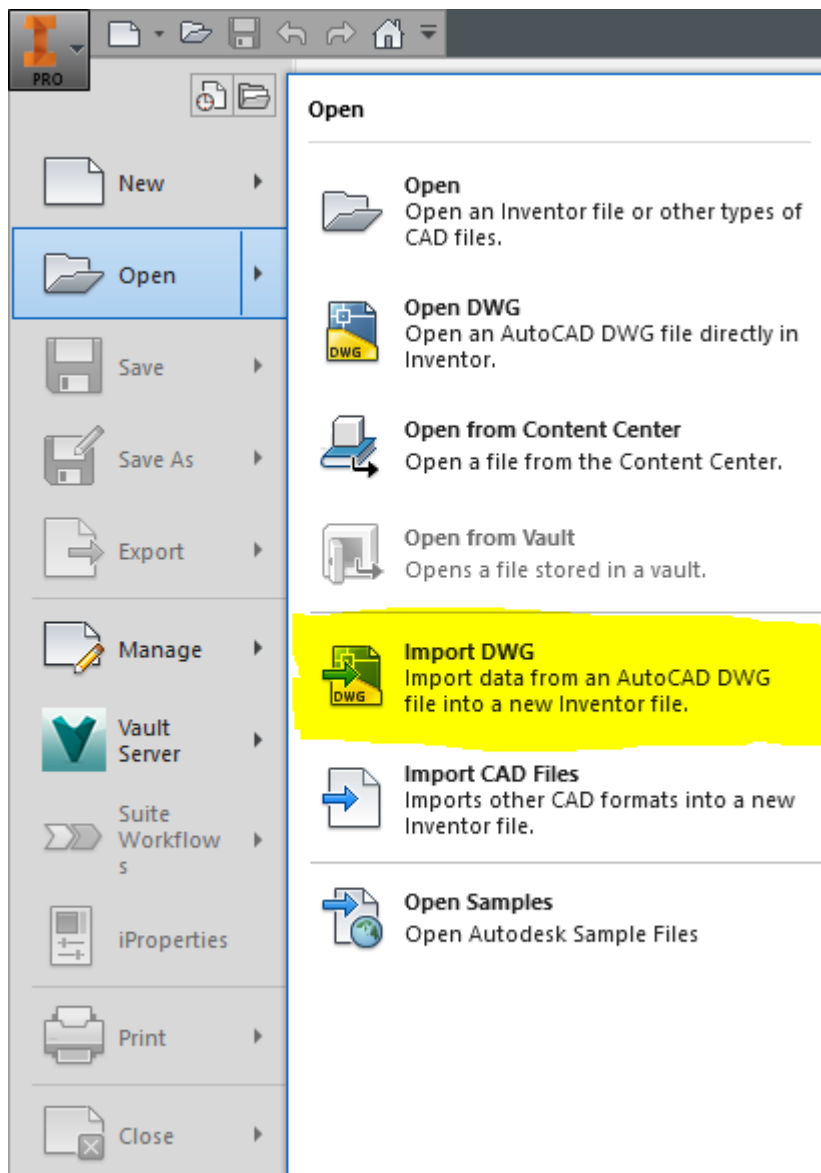 PRO
Open
New
Open
Open an Inventor file or other types of
CAD files.
Open
Open DWG
Open an AutoCAD DWG file directly in
Inventor.
DWG
Save
Open from Content Center
Open a file from the Content Center.
Save As
Open from Vault
Opens a file stored in a vault.
Export
Import DWG
Import data from an AutoCAD DWG
file into a new Inventor file.
DWG
Manage
Vault
Server
Import CAD Files
Imports other CAD formats into a new
Inventor file.
Suite
Workflow
s
Open Samples
Open Autodesk Sample Files
iProperties
Print
Close